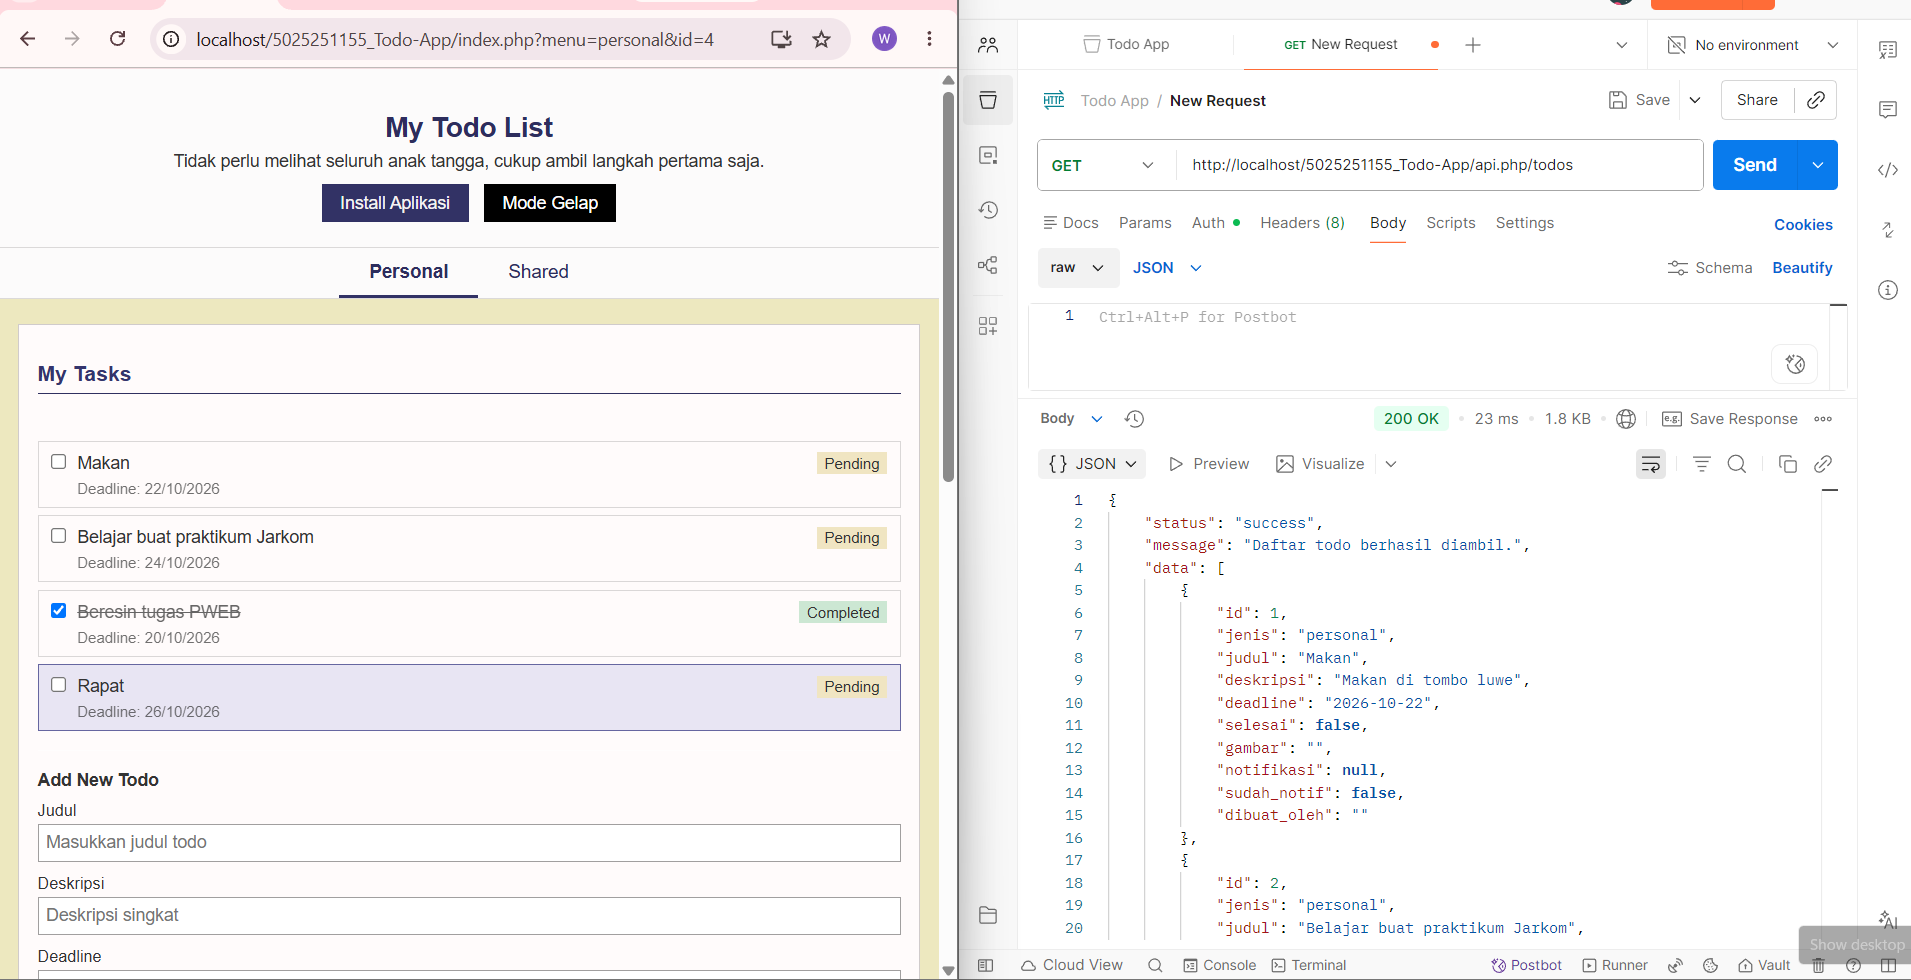 localhost/5025251155_Todo-App/index.php?menu=personal&id=4
W
My Todo List
Tidak perlu melihat seluruh anak tangga, cukup ambil langkah pertama saja.
Install Aplikasi
Mode Gelap
Personal
Shared
My Tasks
Makan
Pending
Deadline: 22/10/2026
Belajar buat praktikum Jarkom
Pending
Deadline: 24/10/2026
Beresin tugas PWEB
Completed
Deadline: 20/10/2026
Rapat
Pending
Deadline: 26/10/2026
Add New Todo
Judul
Masukkan judul todo
Deskripsi
Deskripsi singkat
Deadline
Todo App
GET New Request
No environment
HTTP Todo App / New Request
Save
Share
GET
http://localhost/5025251155_Todo-App/api.php/todos
Send
Docs Params Auth Headers (8) Body Scripts Settings
Cookies
raw JSON
Schema Beautify
1 Ctrl+Alt+P for Postbot
Body
200 OK • 23 ms • 1.8 KB
e.g. Save Response
{} JSON Preview Visualize
1 {
2 "status": "success",
3 "message": "Daftar todo berhasil diambil.",
4 "data": [
5 {
6 "id": 1,
7 "jenis": "personal",
8 "judul": "Makan",
9 "deskripsi": "Makan di tombo luwe",
10 "deadline": "2026-10-22",
11 "selesai": false,
12 "gambar": "",
13 "notifikasi": null,
14 "sudah_notif": false,
15 "dibuat_oleh": ""
16 },
17 {
18 "id": 2,
19 "jenis": "personal",
20 "judul": "Belajar buat praktikum Jarkom",
AI
Show desktop
Cloud View Console Terminal Postbot Runner Vault